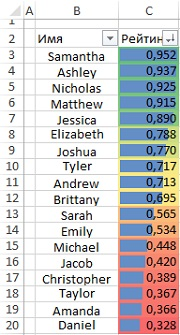 A B C
1
2 Имя Рейтин
3 Samantha 0,952
4 Ashley 0,937
5 Nicholas 0,925
6 Matthew 0,915
7 Jessica 0,890
8 Elizabeth 0,788
9 Joshua 0,770
10 Tyler 0,717
11 Andrew 0,713
12 Brittany 0,695
13 Sarah 0,565
14 Emily 0,534
15 Michael 0,448
16 Jacob 0,420
17 Christopher 0,389
18 Taylor 0,367
19 Amanda 0,366
20 Daniel 0,328